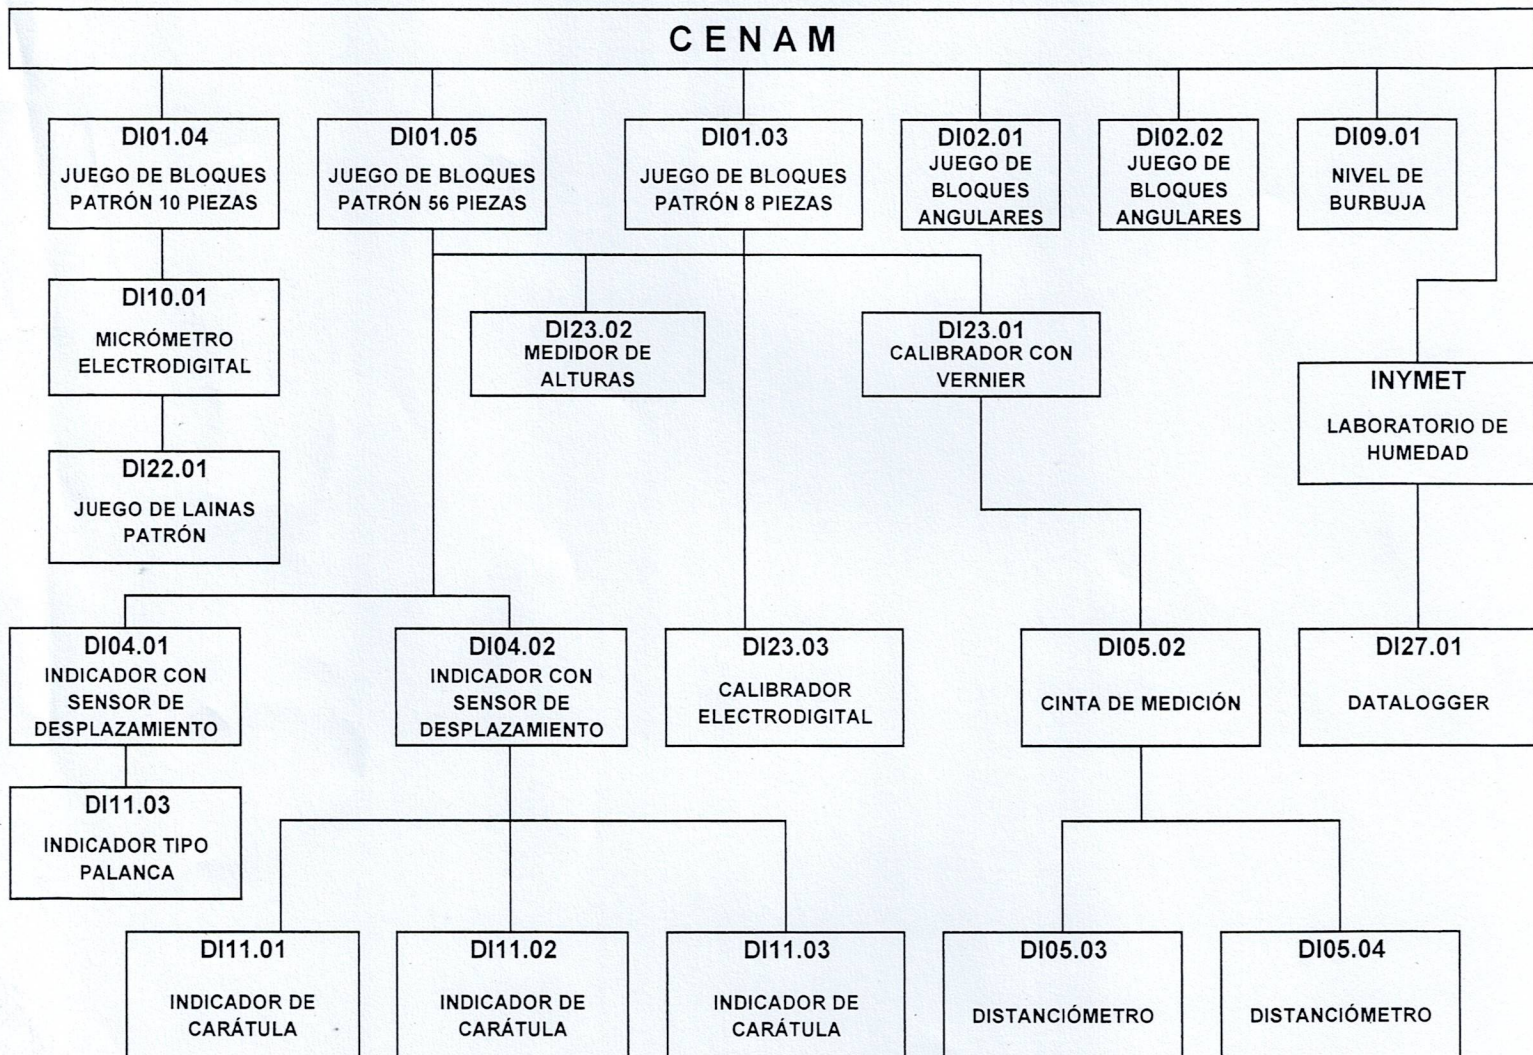 CENAM
DI01.04
JUEGO DE BLOQUES
PATRÓN 10 PIEZAS
DI01.05
JUEGO DE BLOQUES
PATRÓN 56 PIEZAS
DI01.03
JUEGO DE BLOQUES
PATRÓN 8 PIEZAS
DI02.01
JUEGO DE
BLOQUES
ANGULARES
DI02.02
JUEGO DE
BLOQUES
ANGULARES
DI09.01
NIVEL DE
BURBUJA
DI10.01
MICRÓMETRO
ELECTRODIGITAL
DI23.02
MEDIDOR DE
ALTURAS
DI23.01
CALIBRADOR CON
VERNIER
INYMET
LABORATORIO DE
HUMEDAD
DI22.01
JUEGO DE LAINAS
PATRÓN
DI04.01
INDICADOR CON
SENSOR DE
DESPLAZAMIENTO
DI04.02
INDICADOR CON
SENSOR DE
DESPLAZAMIENTO
DI23.03
CALIBRADOR
ELECTRODIGITAL
DI05.02
CINTA DE MEDICIÓN
DI27.01
DATALOGGER
DI11.03
INDICADOR TIPO
PALANCA
DI11.01
INDICADOR DE
CARÁTULA
DI11.02
INDICADOR DE
CARÁTULA
DI11.03
INDICADOR DE
CARÁTULA
DI05.03
DISTANCIÓMETRO
DI05.04
DISTANCIÓMETRO